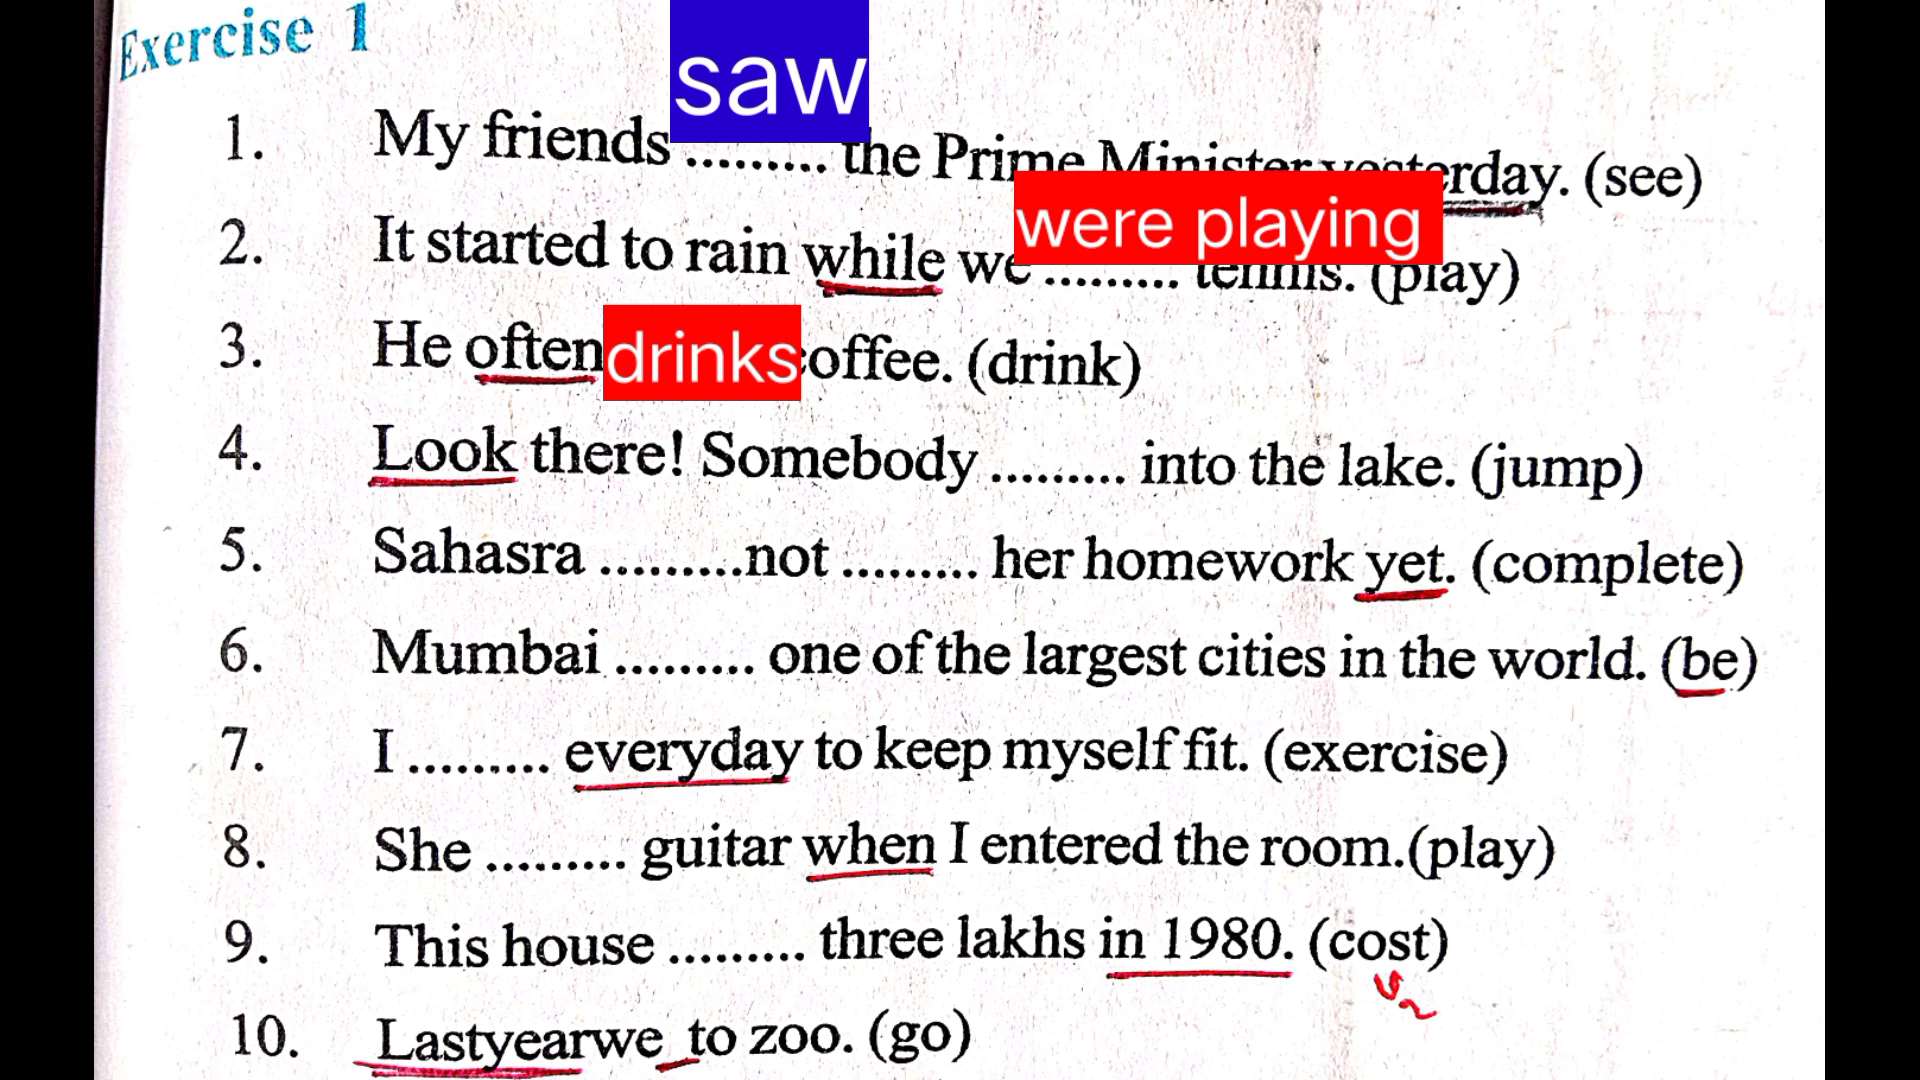 Exercise 1
saw
1. My friends ......... the Prime Minister yesterday. (see)
were playing
2. It started to rain while we ......... tennis. (play)
3. He often drinks coffee. (drink)
4. Look there! Somebody ......... into the lake. (jump)
5. Sahasra .........not ......... her homework yet. (complete)
6. Mumbai ......... one of the largest cities in the world. (be)
7. I ......... everyday to keep myself fit. (exercise)
8. She ......... guitar when I entered the room.(play)
9. This house ......... three lakhs in 1980. (cost)
V2
10. Lastyearwe to zoo. (go)